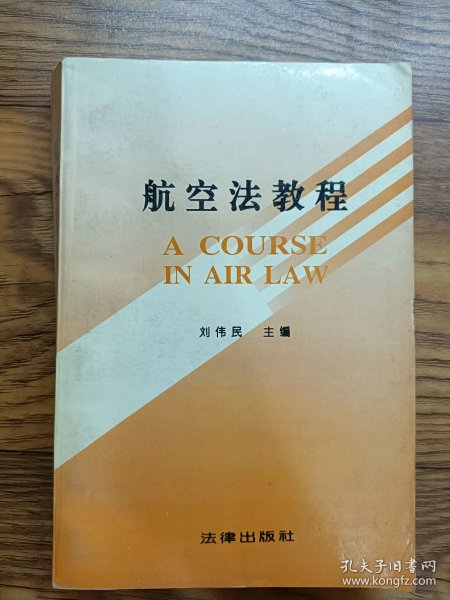 航空法教程
A COURSE
IN AIR LAW
刘伟民 主编
法律出版社
孔夫子旧书网
www.kongfz.com